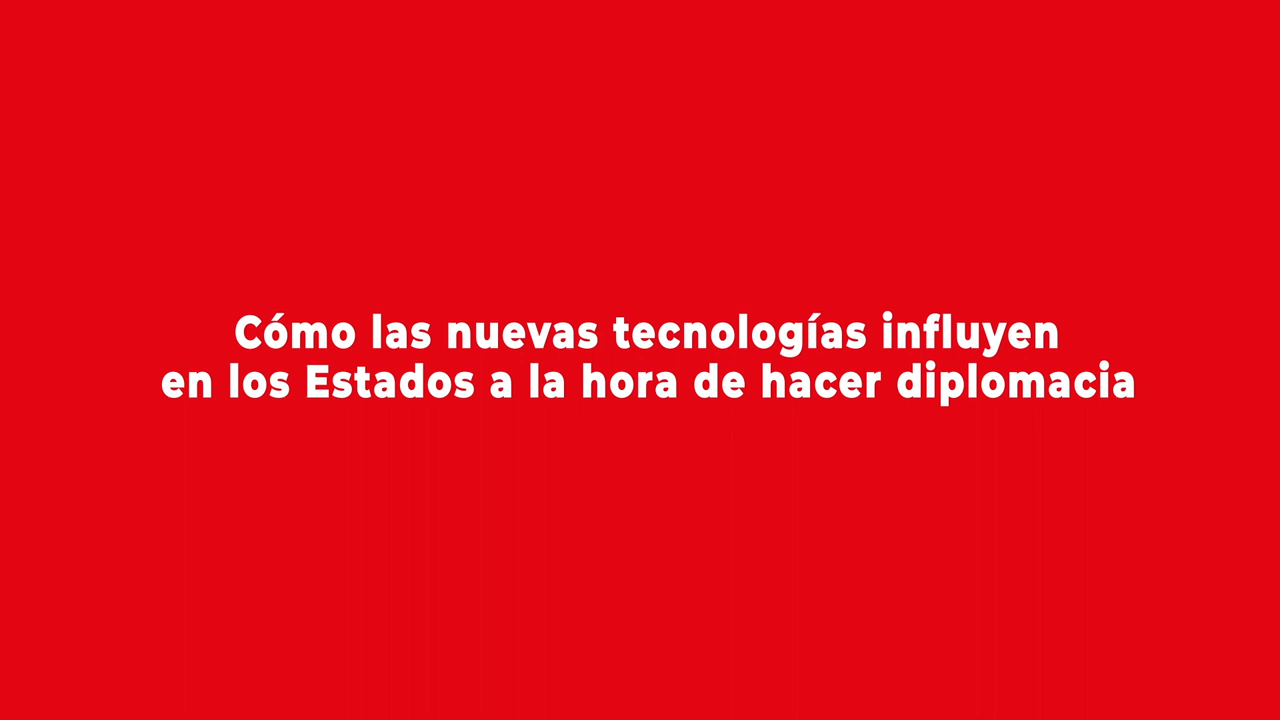 Cómo las nuevas tecnologías influyen
en los Estados a la hora de hacer diplomacia